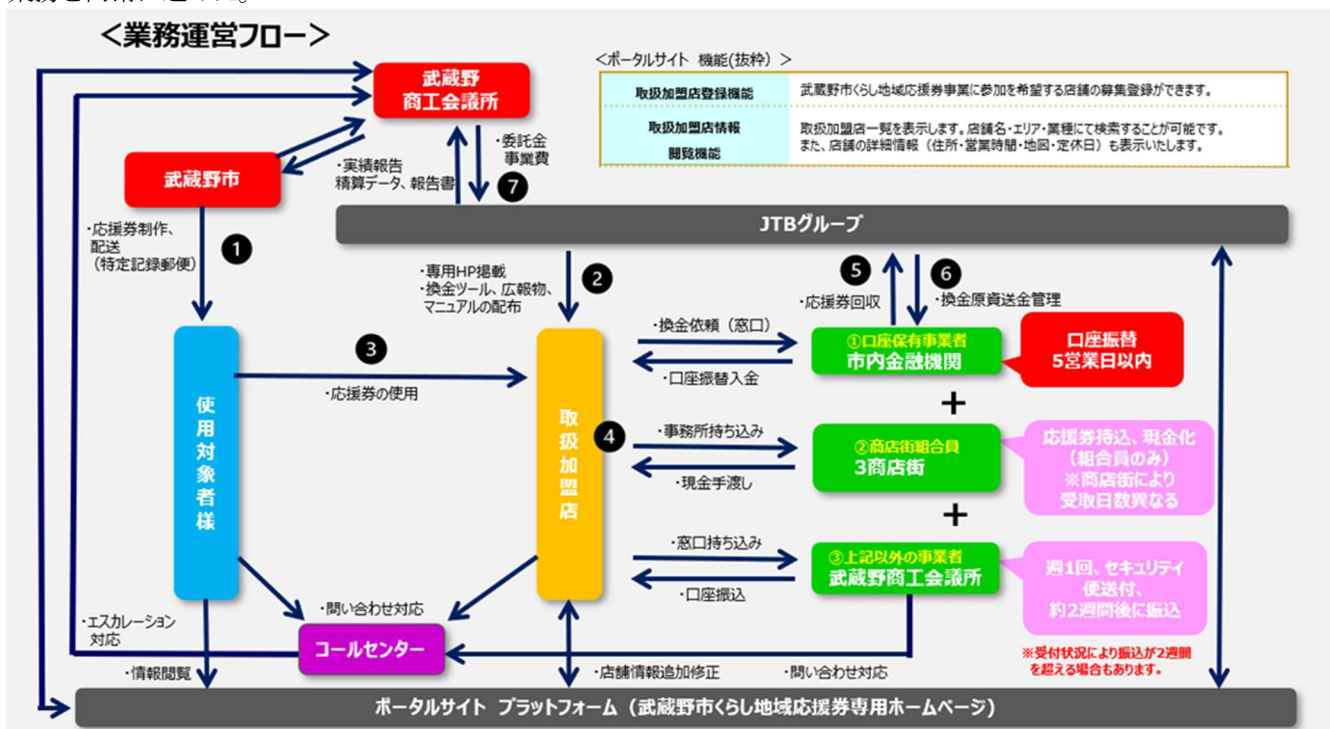 ＜業務運営フロー＞
＜ポータルサイト 機能(抜粋) ＞
取扱加盟店登録機能
武蔵野市くらし地域応援券事業に参加を希望する店舗の募集登録ができます。
取扱加盟店情報
閲覧機能
取扱加盟店一覧を表示します。店舗名・エリア・業種にて検索することが可能です。
また、店舗の詳細情報（住所・営業時間・地図・定休日）も表示いたします。
武蔵野
商工会議所
武蔵野市
・実績報告
精算データ、報告書
・委託金
事業費
7
JTBグループ
・応援券制作、
配送
（特定記録郵便）
1
・専用HP掲載
・換金ツール、広報物、
マニュアルの配布
2
5
・応援券回収
6
・換金原資送金管理
使用対象者様
3
・応援券の使用
取扱加盟店
4
・換金依頼（窓口）
・口座振替入金
①口座保有事業者
市内金融機関
口座振替
5営業日以内
＋
・事務所持ち込み
・現金手渡し
②商店街組合員
3商店街
応援券持込、現金化
（組合員のみ）
※商店街により
受取日数異なる
＋
・窓口持ち込み
・口座振込
③上記以外の事業者
武蔵野商工会議所
週1回、セキュリティ
便送付、
約2週間後に振込
※受付状況により振込が2週間
を超える場合もあります。
・エスカレーション
対応
・問い合わせ対応
コールセンター
・情報閲覧
・店舗情報追加修正
・問い合わせ対応
ポータルサイト プラットフォーム（武蔵野市くらし地域応援券専用ホームページ）